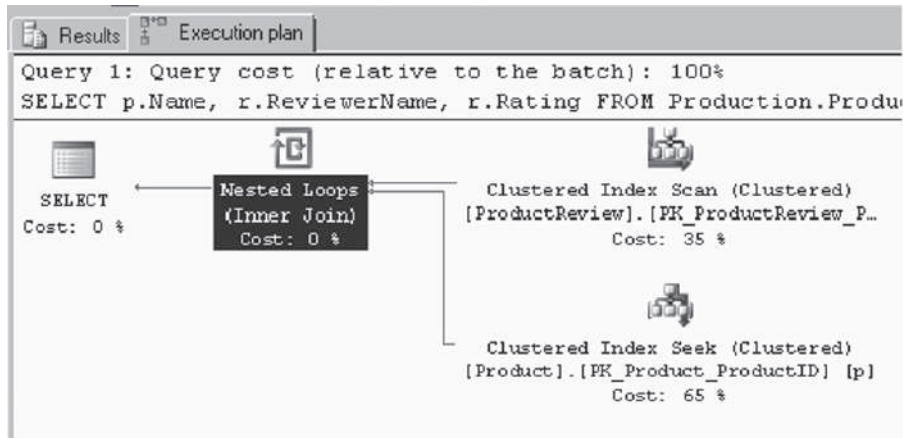 Results Execution plan
Query 1: Query cost (relative to the batch): 100%
SELECT p.Name, r.ReviewerName, r.Rating FROM Production.Produ
SELECT
Cost: 0 %
Nested Loops
(Inner Join)
Cost: 0 %
Clustered Index Scan (Clustered)
[ProductReview].[PK_ProductReview_P…
Cost: 35 %
Clustered Index Seek (Clustered)
[Product].[PK_Product_ProductID] [p]
Cost: 65 %